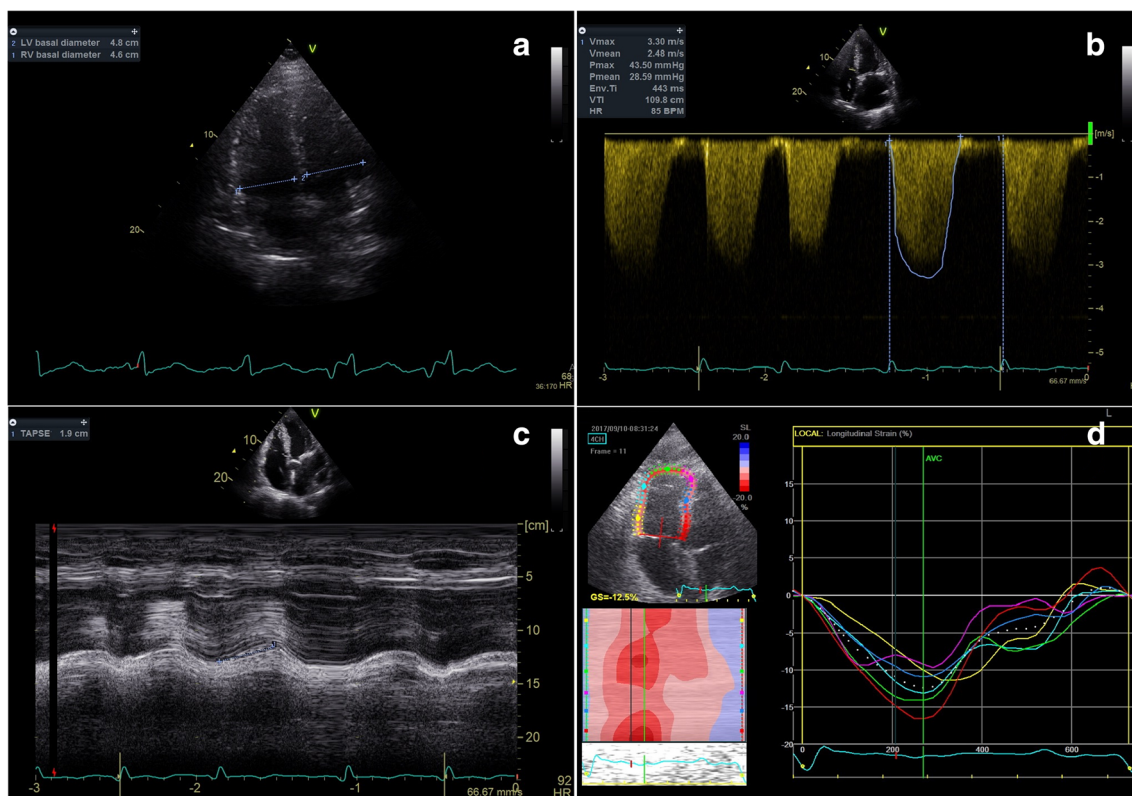 a
V
2 LV basal diameter 4.8 cm
1 RV basal diameter 4.6 cm
10
20
36:170 HR
b
V
1 Vmax 3.30 m/s
Vmean 2.48 m/s
Pmax 43.50 mmHg
Pmean 28.59 mmHg
Env.Ti 443 ms
VTI 109.8 cm
HR 85 BPM
10
20
1
[m/s]
-1
-2
-3
-4
-5
-3
-2
-1
0
66.67 mm/s
c
V
1 TAPSE 1.9 cm
10
20
[cm]
5
10
15
20
-3
-2
-1
0
66.67 mm/s
92
HR
d
L
2017/09/10-08:31:24
4CH
Frame = 11
SL
20.0
-20.0
%
GS=-12.5%
LOCAL: Longitudinal Strain (%)
AVC
15
10
5
0
-5
-10
-15
-20
0
200
400
600